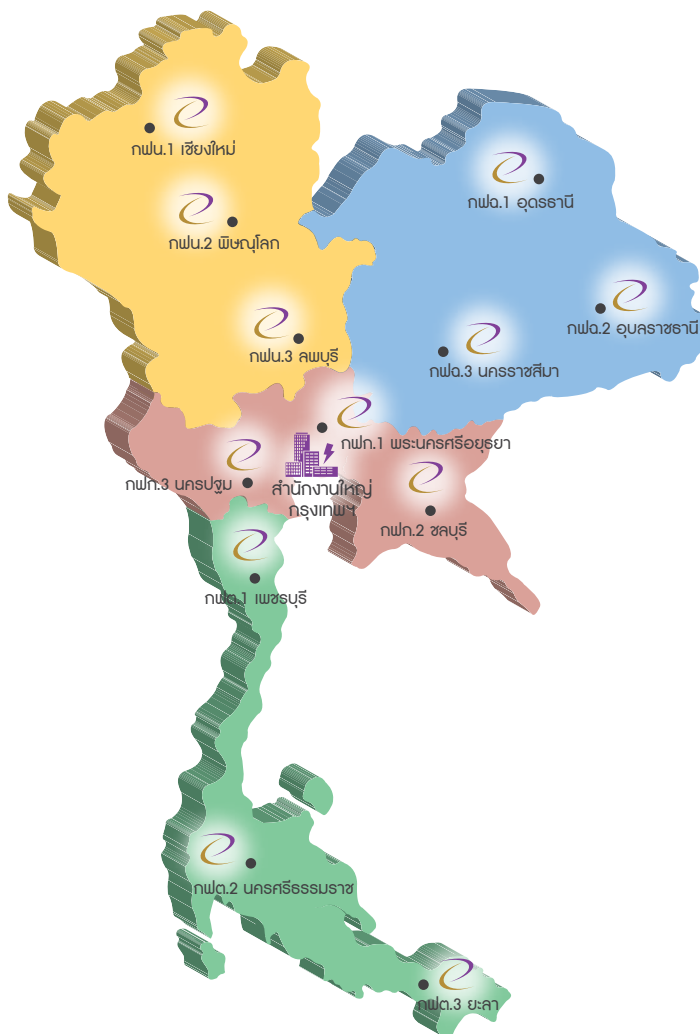 กฟน.1 เชียงใหม่
กฟฉ.1 อุดรธานี
กฟน.2 พิษณุโลก
กฟฉ.2 อุบลราชธานี
กฟน.3 ลพบุรี
กฟฉ.3 นครราชสีมา
กฟก.1 พระนครศรีอยุธยา
กฟก.3 นครปฐม
สำนักงานใหญ่
กรุงเทพฯ
กฟก.2 ชลบุรี
กฟต.1 เพชรบุรี
กฟต.2 นครศรีธรรมราช
กฟต.3 ยะลา